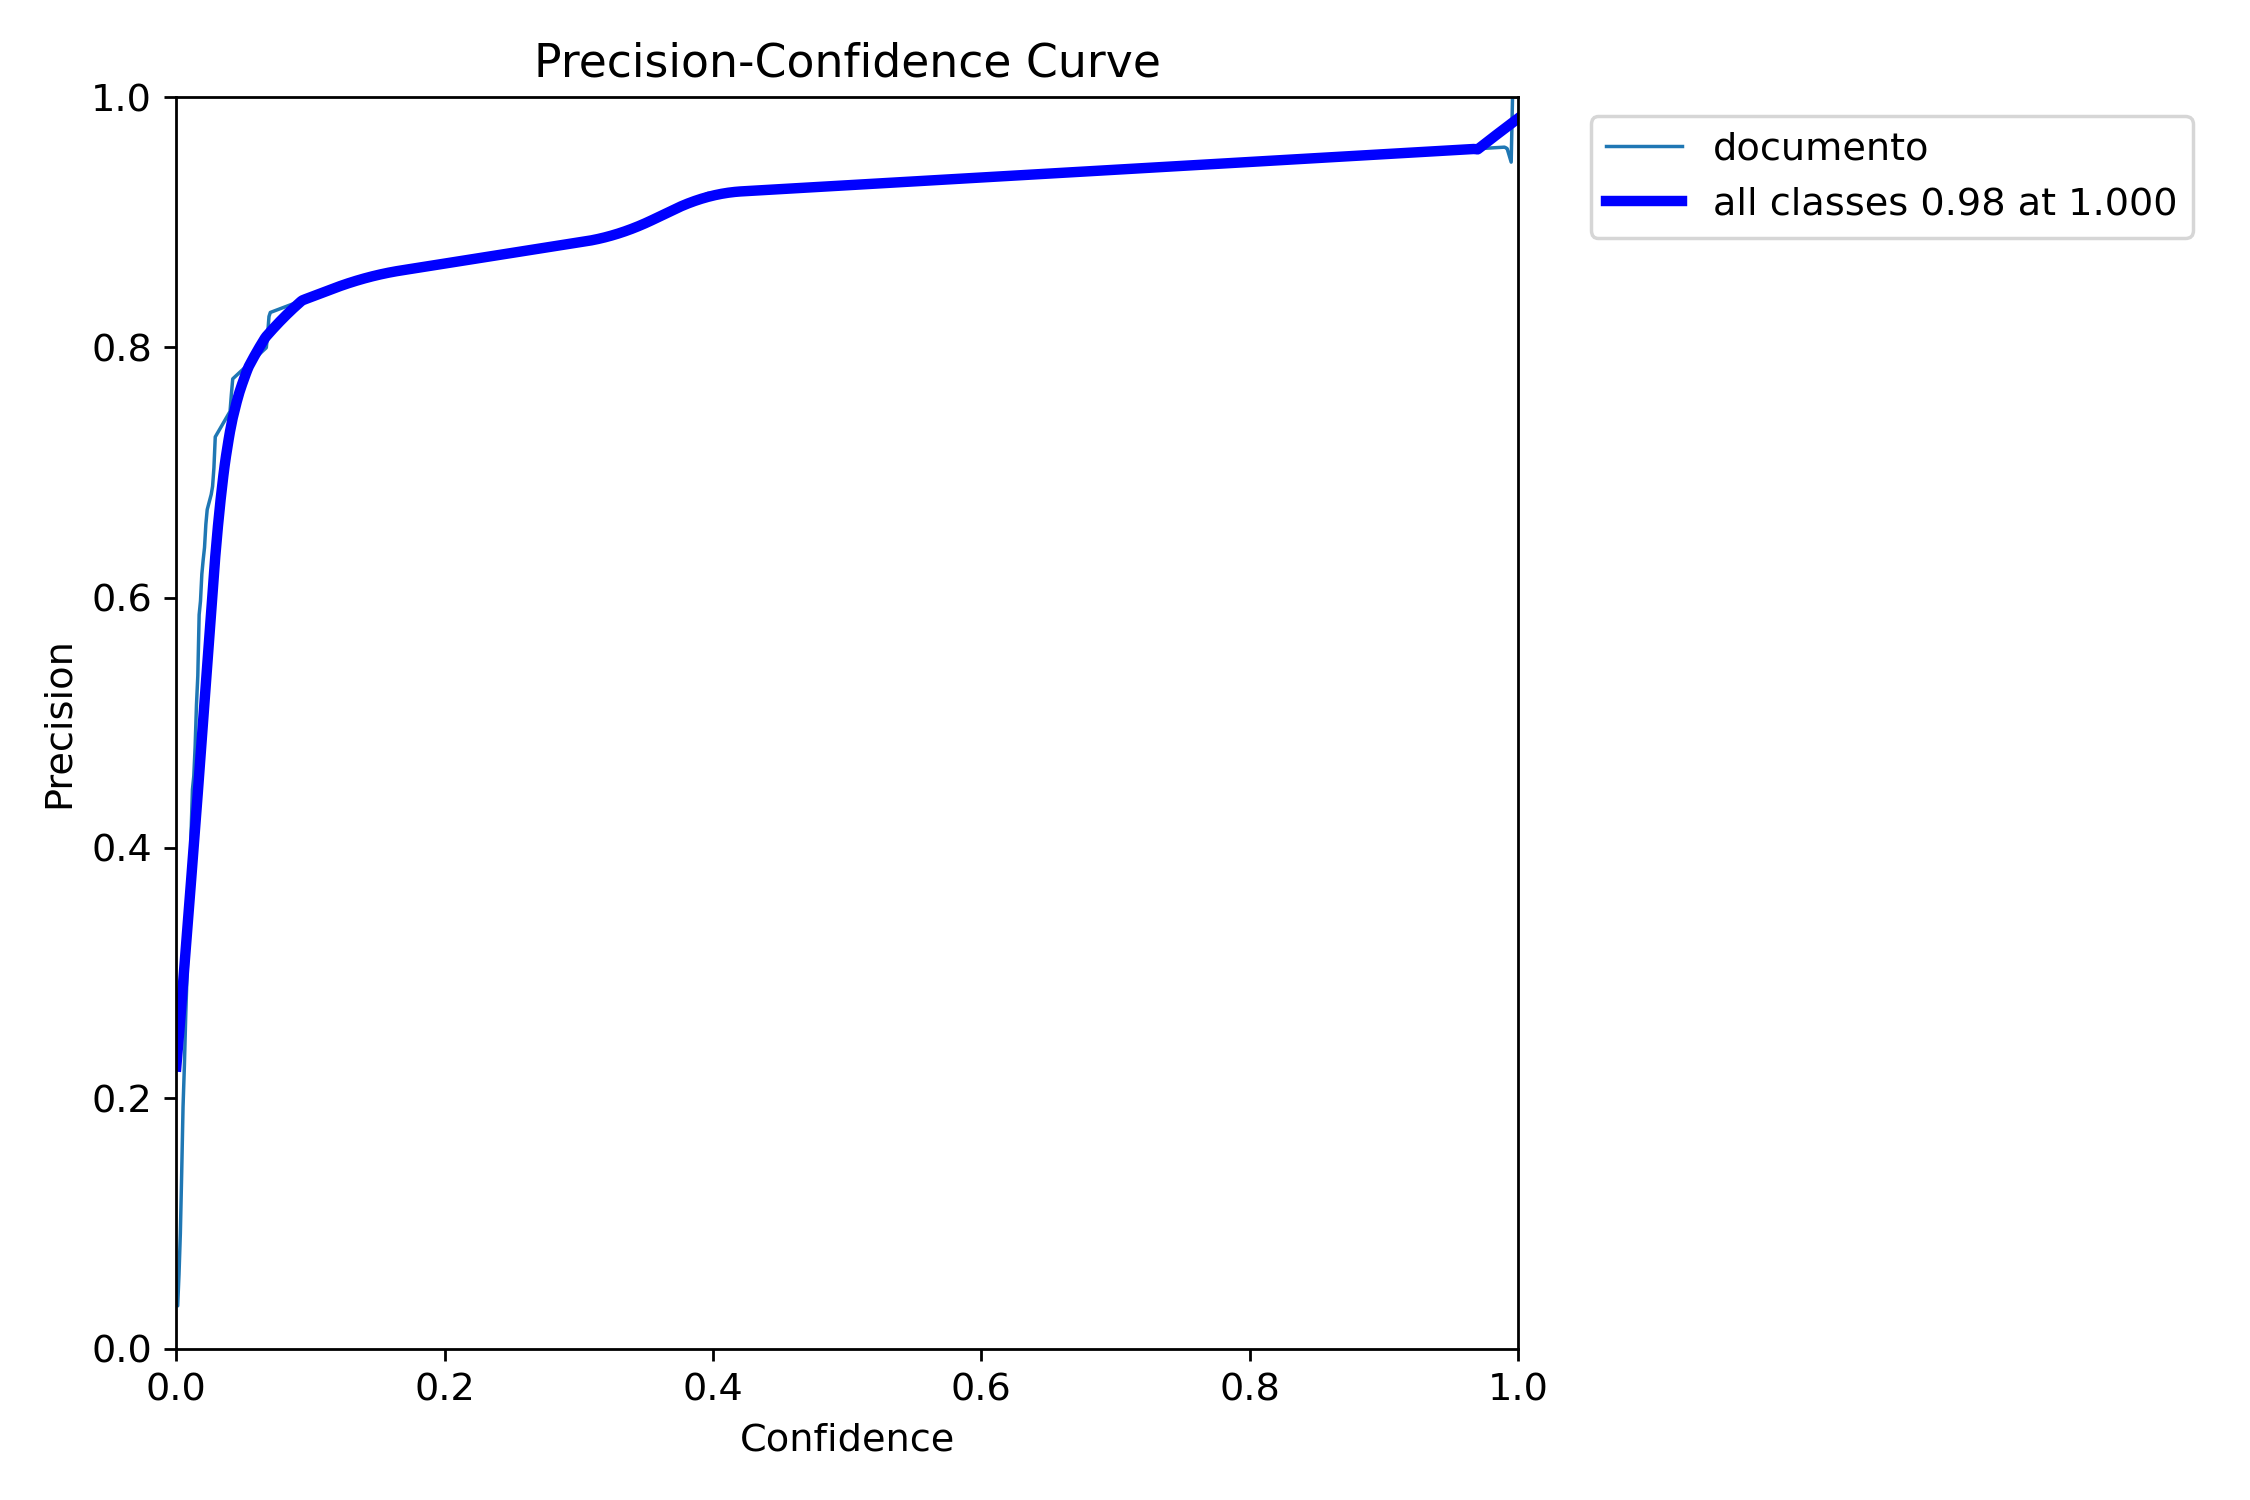 Precision-Confidence Curve
1.0
0.8
0.6
0.4
0.2
0.0
Precision
0.0 0.2 0.4 0.6 0.8 1.0
Confidence
documento
all classes 0.98 at 1.000